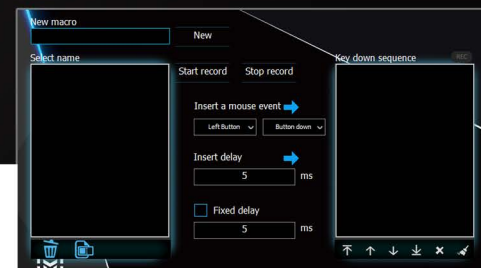 New macro
New
Select name
Start record
Stop record
Key down sequence
REC
Insert a mouse event
Left Button
Button down
Insert delay
5
ms
Fixed delay
5
ms